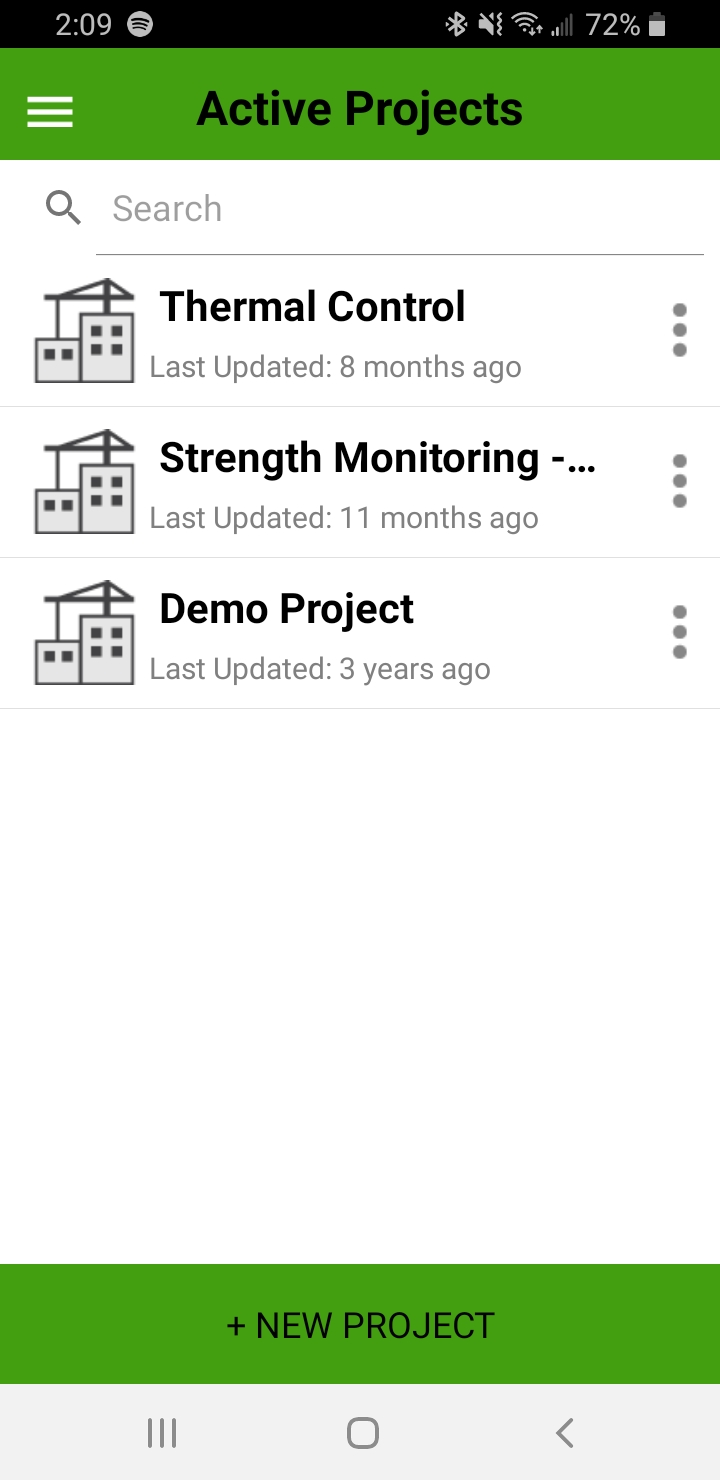 2:09
72%
Active Projects
Search
Thermal Control
Last Updated: 8 months ago
Strength Monitoring -...
Last Updated: 11 months ago
Demo Project
Last Updated: 3 years ago
+ NEW PROJECT